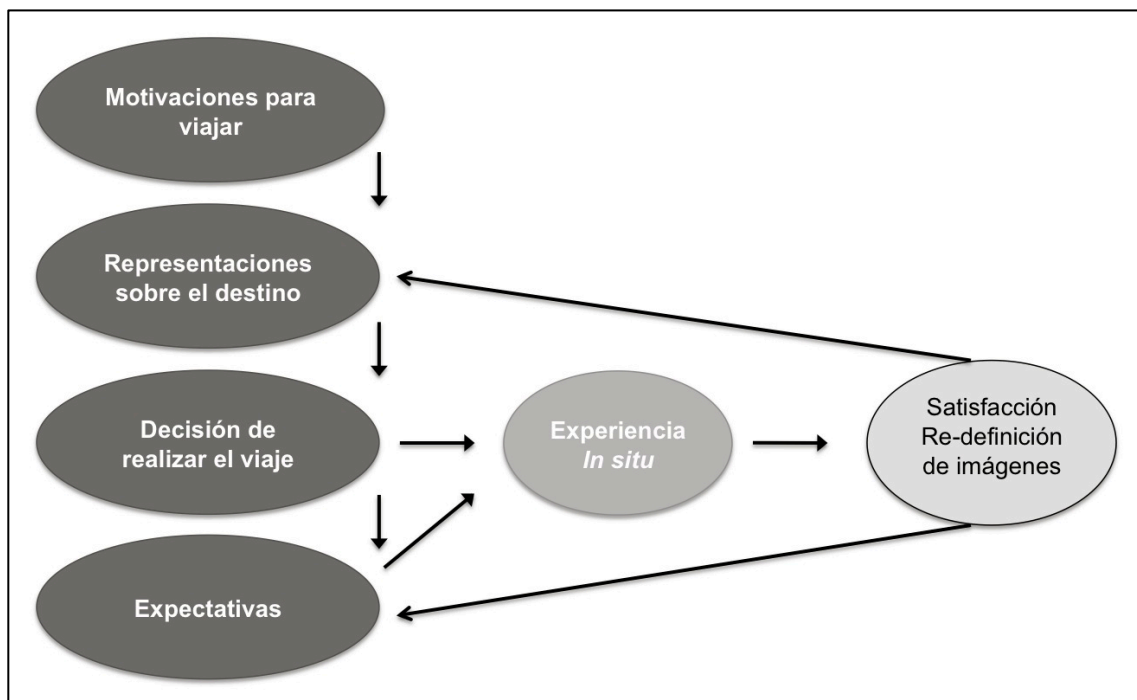 Motivaciones para
viajar
Representaciones
sobre el destino
Decisión de
realizar el viaje
Expectativas
Experiencia
In situ
Satisfacción
Re-definición
de imágenes